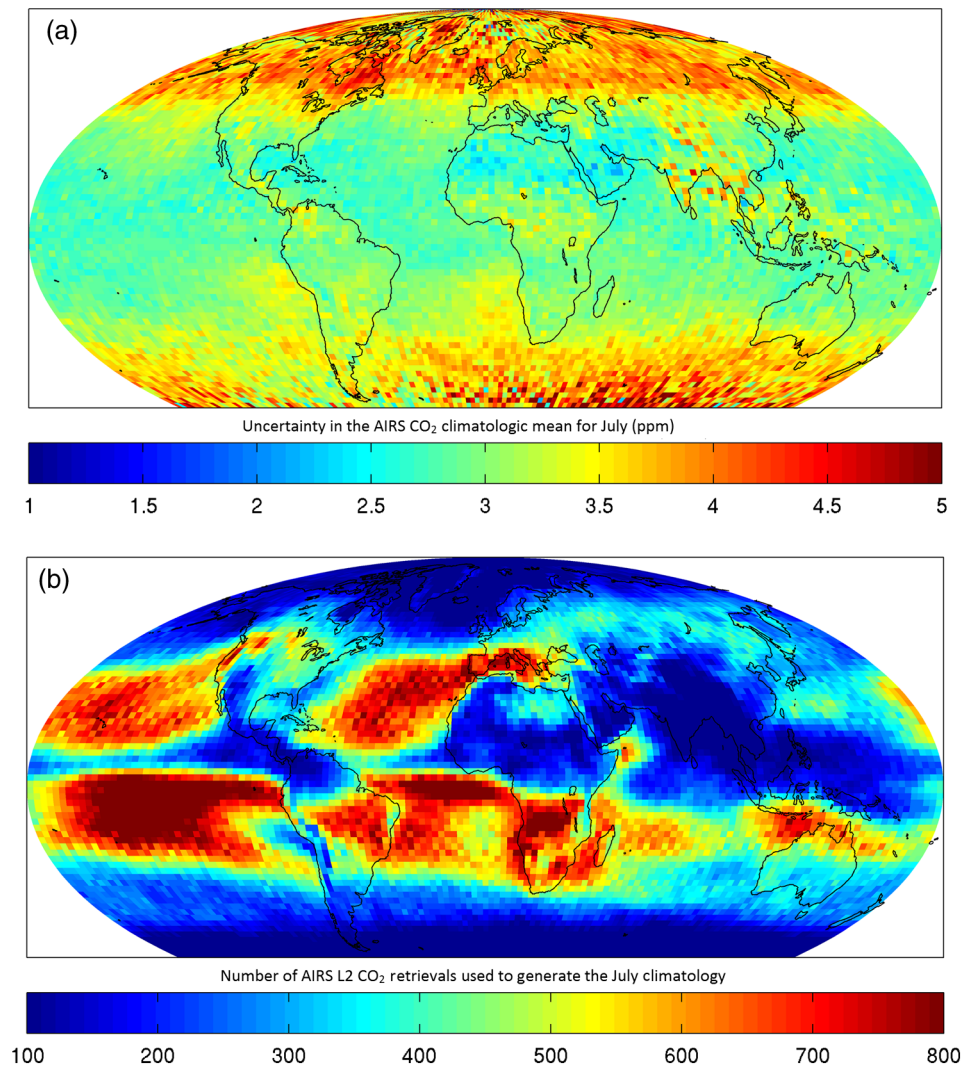 (a)
Uncertainty in the AIRS CO₂ climatologic mean for July (ppm)
1 1.5 2 2.5 3 3.5 4 4.5 5
(b)
Number of AIRS L2 CO₂ retrievals used to generate the July climatology
100 200 300 400 500 600 700 800